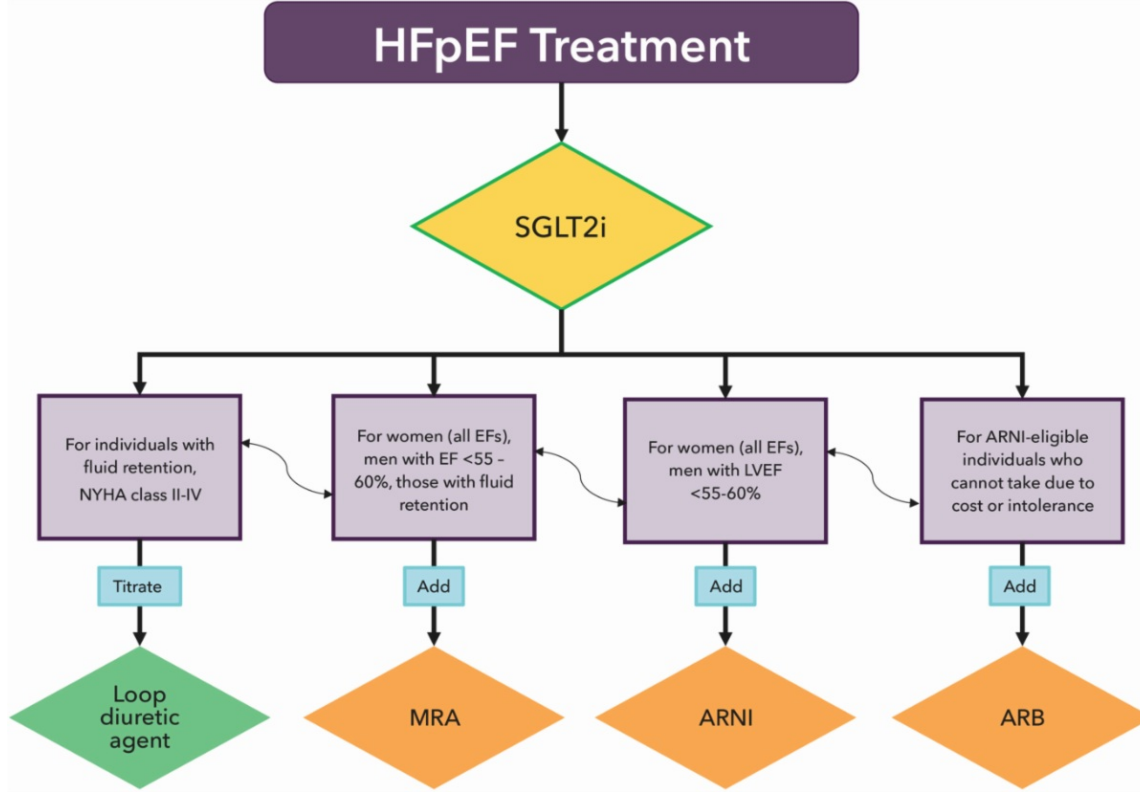 HFpEF Treatment
SGLT2i
For individuals with
fluid retention,
NYHA class II-IV
For women (all EFs),
men with EF <55 –
60%, those with fluid
retention
For women (all EFs),
men with LVEF
<55-60%
For ARNI-eligible
individuals who
cannot take due to
cost or intolerance
Titrate
Add
Add
Add
Loop
diuretic
agent
MRA
ARNI
ARB